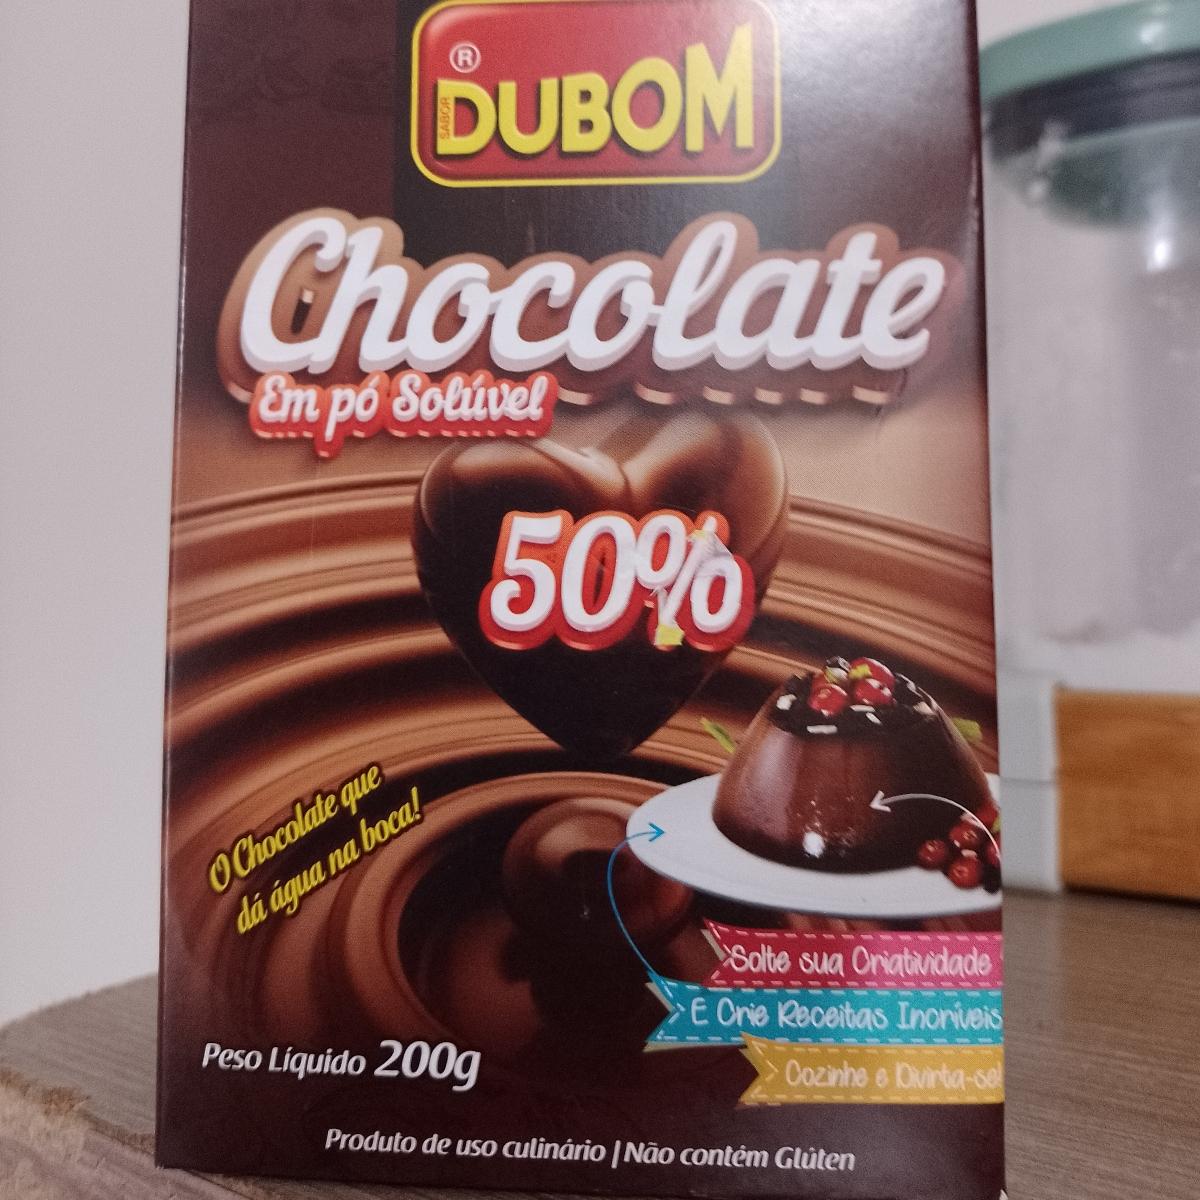 ®
SABOR
DUBOM
Chocolate
Em pó Solúvel
50%
O Chocolate que
dá água na boca!
Solte sua Criatividade
E Crie Receitas Incríveis
Cozinhe e Divirta-se!
Peso Líquido 200g
Produto de uso culinário | Não contém Glúten